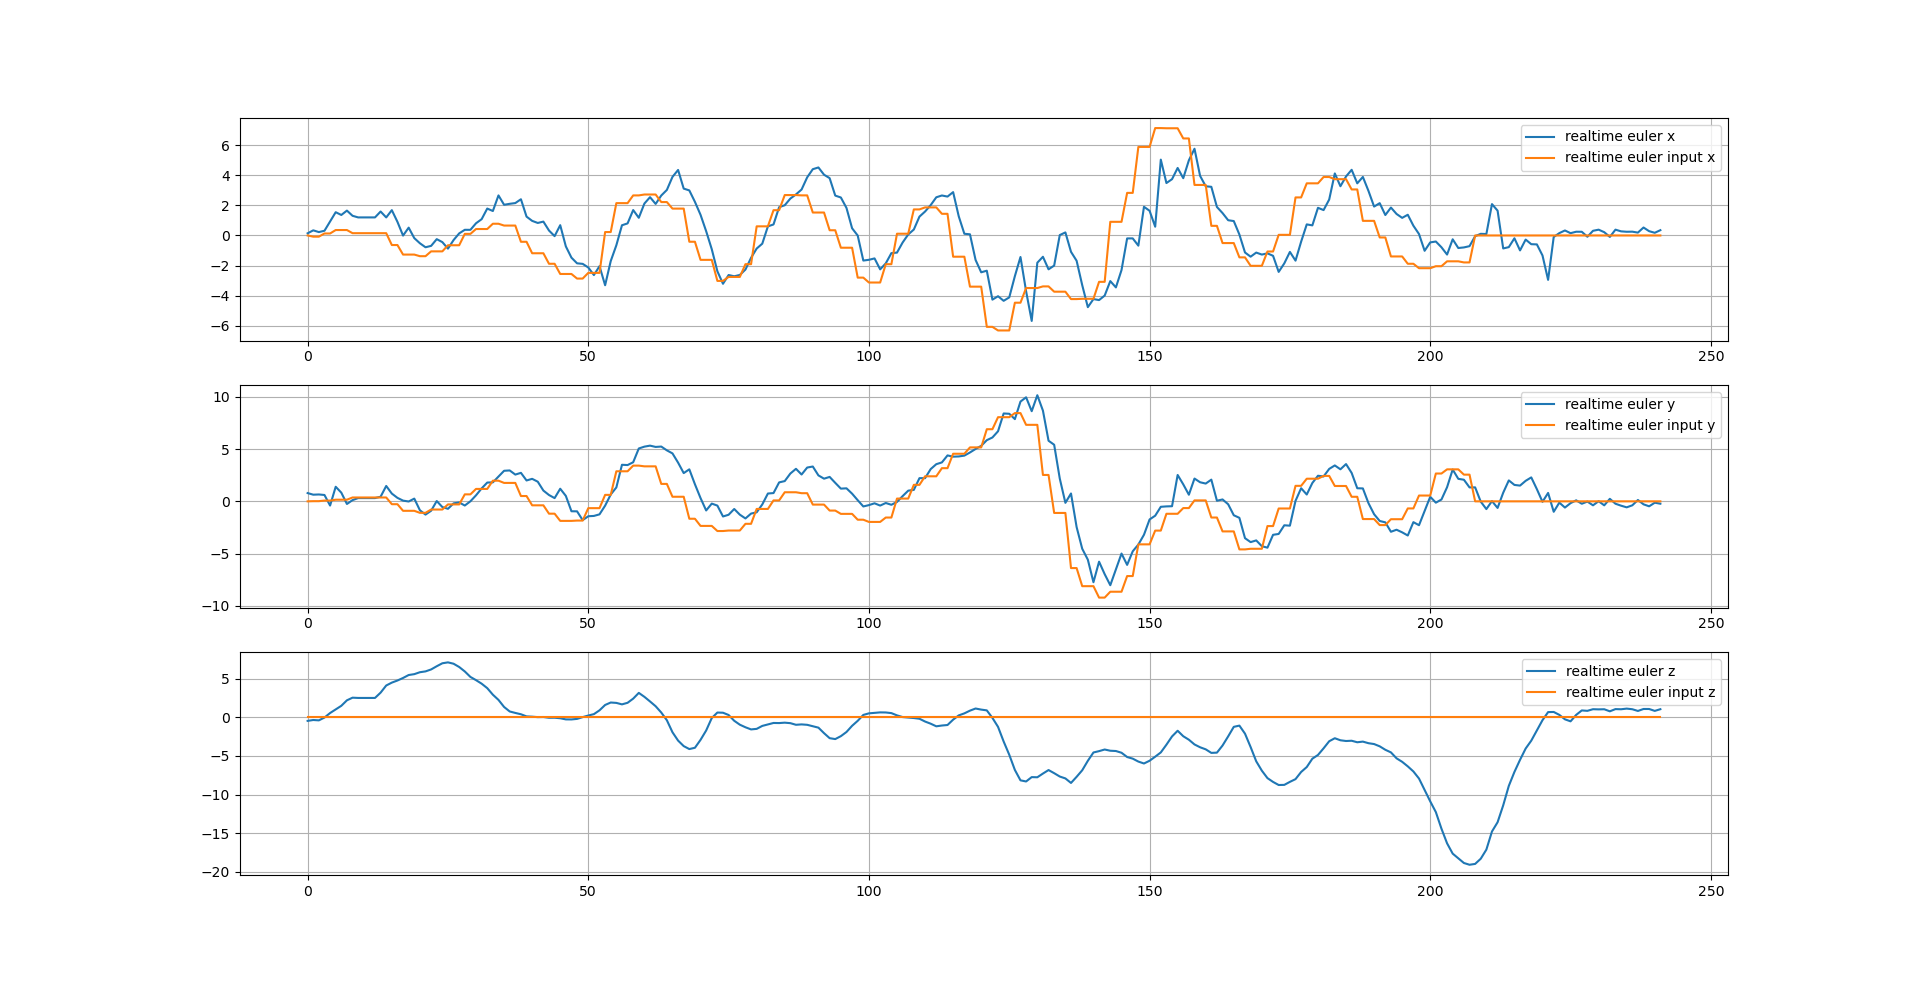 realtime euler x
realtime euler input x
6
4
2
0
−2
−4
−6
0 50 100 150 200 250
realtime euler y
realtime euler input y
10
5
0
−5
−10
0 50 100 150 200 250
realtime euler z
realtime euler input z
5
0
−5
−10
−15
−20
0 50 100 150 200 250